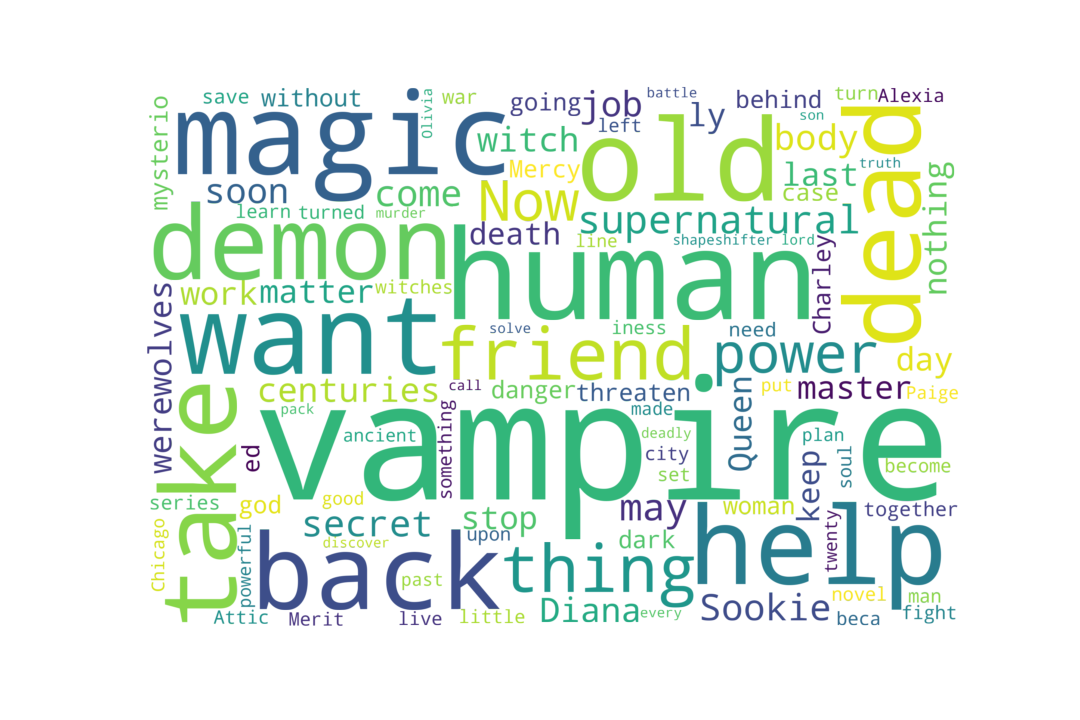 save without war Olivia going job battle ly behind turn Alexia
magic witch left old son body dead
mysterio soon come Mercy Now last truth case
learn turned murder supernatural nothing
demon death line shapeshifter lord
human Charley
werewolves work matter witches
want friend solve iness need power day
take centuries call danger threaten Queen put master Paige
pack vampire made
ed ancient something deadly plan
city keep soul become
set
series god good secret stop may woman help twenty together
Chicago powerful discover back upon thing dark
past novel man
Attic Merit live little Diana every Sookie beca fight